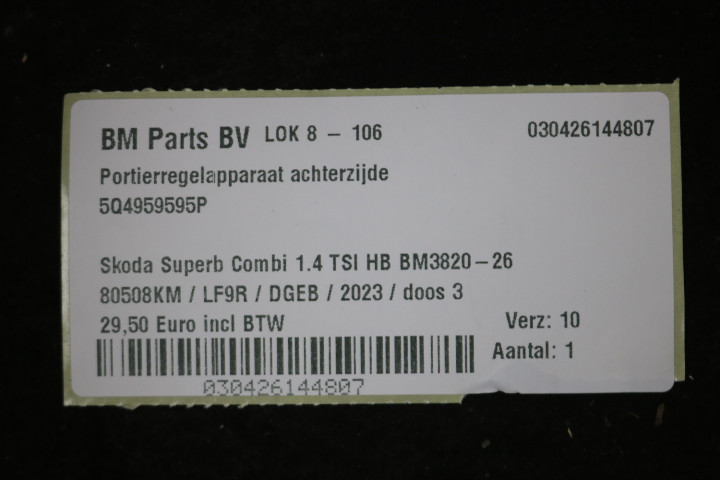 BM Parts BV LOK 8 - 106 030426144807
Portierregelapparaat achterzijde
5Q4959595P
Skoda Superb Combi 1.4 TSI HB BM3820-26
80508KM / LF9R / DGEB / 2023 / doos 3
29,50 Euro incl BTW Verz: 10
Aantal: 1
030426144807